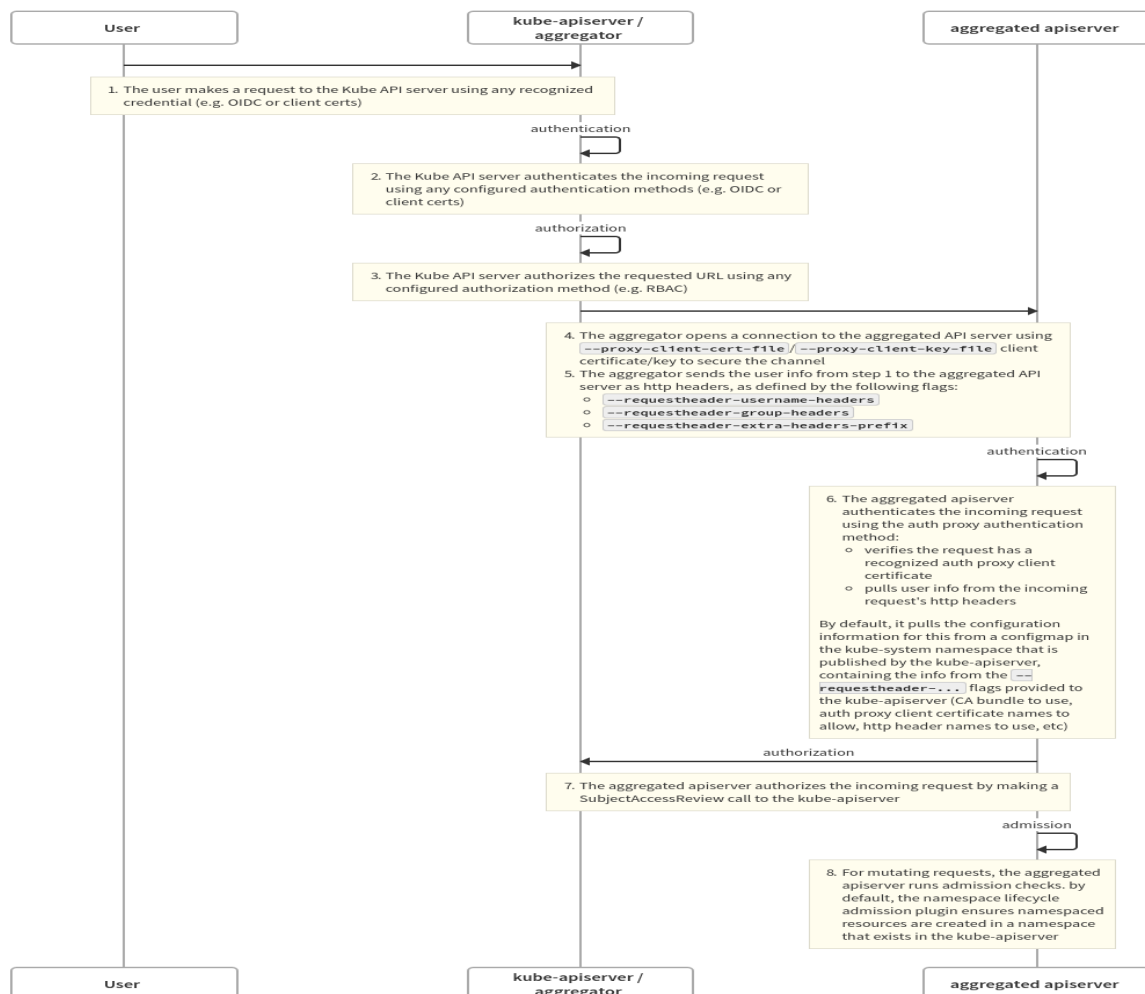 User
kube-apiserver /
aggregator
aggregated apiserver
1. The user makes a request to the Kube API server using any recognized
credential (e.g. OIDC or client certs)
authentication
2. The Kube API server authenticates the incoming request
using any configured authentication methods (e.g. OIDC or
client certs)
authorization
3. The Kube API server authorizes the requested URL using any
configured authorization method (e.g. RBAC)
4. The aggregator opens a connection to the aggregated API server using
--proxy-client-cert-file/--proxy-client-key-file client
certificate/key to secure the channel
5. The aggregator sends the user info from step 1 to the aggregated API
server as http headers, as defined by the following flags:
--requestheader-username-headers
--requestheader-group-headers
--requestheader-extra-headers-prefix
authentication
6. The aggregated apiserver
authenticates the incoming request
using the auth proxy authentication
method:
verifies the request has a
recognized auth proxy client
certificate
pulls user info from the incoming
request's http headers
By default, it pulls the configuration
information for this from a configmap in
the kube-system namespace that is
published by the kube-apiserver,
containing the info from the --
requestheader-... flags provided to
the kube-apiserver (CA bundle to use,
auth proxy client certificate names to
allow, http header names to use, etc)
authorization
7. The aggregated apiserver authorizes the incoming request by making a
SubjectAccessReview call to the kube-apiserver
admission
8. For mutating requests, the aggregated
apiserver runs admission checks. by
default, the namespace lifecycle
admission plugin ensures namespaced
resources are created in a namespace
that exists in the kube-apiserver
User
kube-apiserver /
aggregator
aggregated apiserver